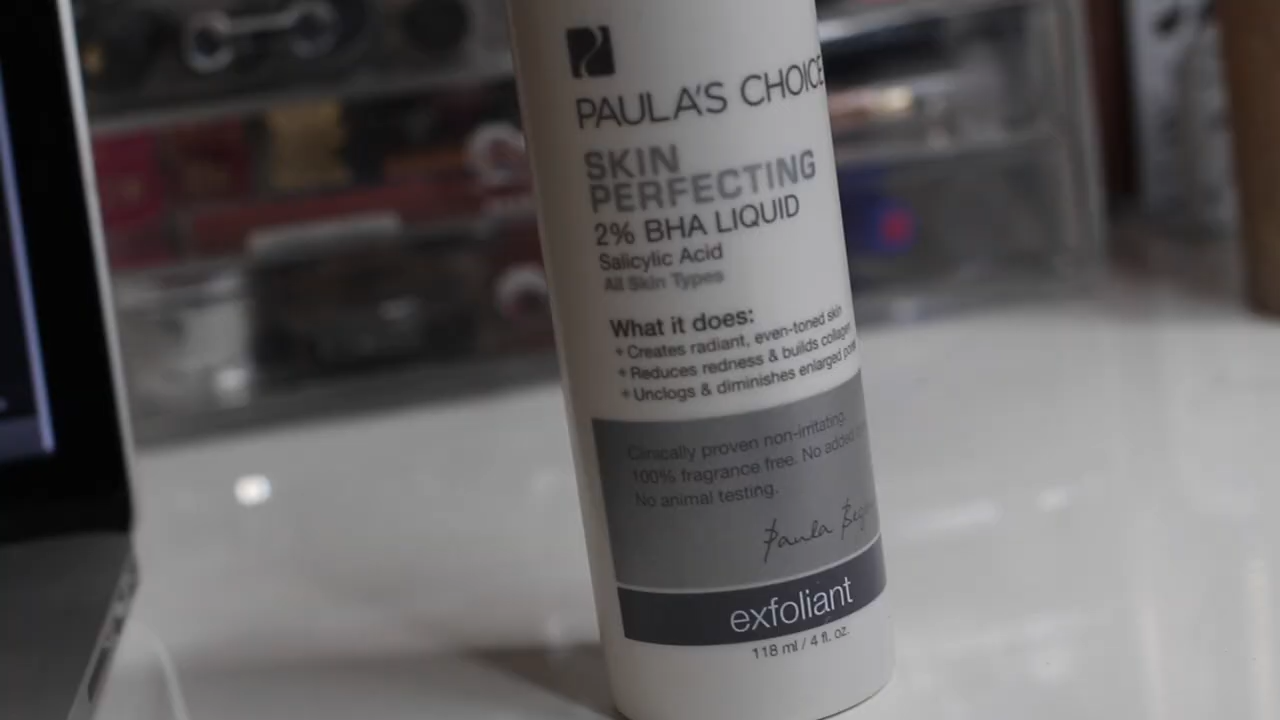 PAULA'S CHOICE
SKIN
PERFECTING
2% BHA LIQUID
Salicylic Acid
All Skin Types
What it does:
+Creates radiant, even-toned skin
+Reduces redness & builds collagen
+Unclogs & diminishes enlarged
Clinically proven non-irritating.
100% fragrance free. No added
No animal testing.
Paula
exfoliant
118 ml / 4 fl. oz.